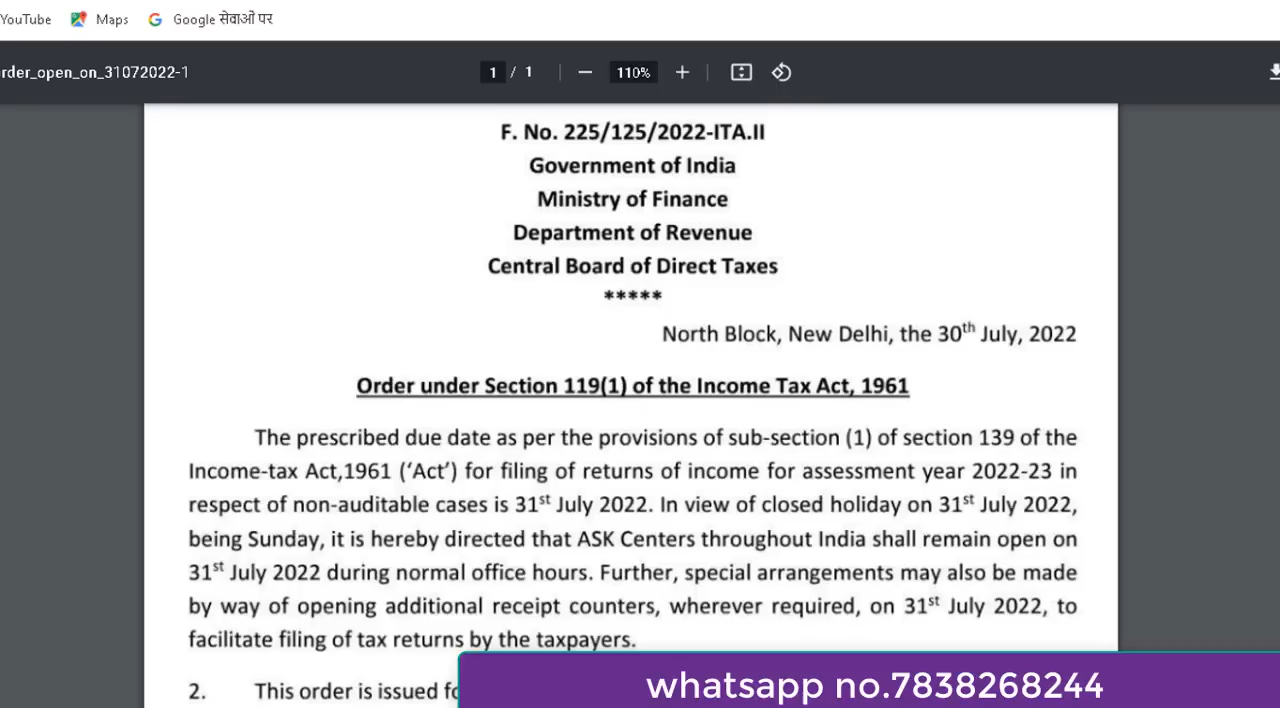 YouTube Maps Google सेवाओं पर
rder_open_on_31072022-1 1 / 1 110%
F. No. 225/125/2022-ITA.II
Government of India
Ministry of Finance
Department of Revenue
Central Board of Direct Taxes
*****
North Block, New Delhi, the 30th July, 2022
Order under Section 119(1) of the Income Tax Act, 1961
The prescribed due date as per the provisions of sub-section (1) of section 139 of the
Income-tax Act,1961 (‘Act’) for filing of returns of income for assessment year 2022-23 in
respect of non-auditable cases is 31st July 2022. In view of closed holiday on 31st July 2022,
being Sunday, it is hereby directed that ASK Centers throughout India shall remain open on
31st July 2022 during normal office hours. Further, special arrangements may also be made
by way of opening additional receipt counters, wherever required, on 31st July 2022, to
facilitate filing of tax returns by the taxpayers.
2. This order is issued
whatsapp no.7838268244